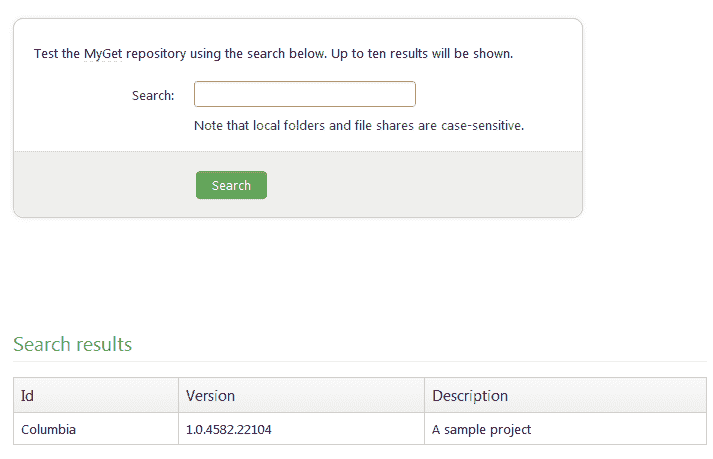 Test the MyGet repository using the search below. Up to ten results will be shown.
Search:
Note that local folders and file shares are case-sensitive.
Search
Search results
Id Version Description
Columbia 1.0.4582.22104 A sample project